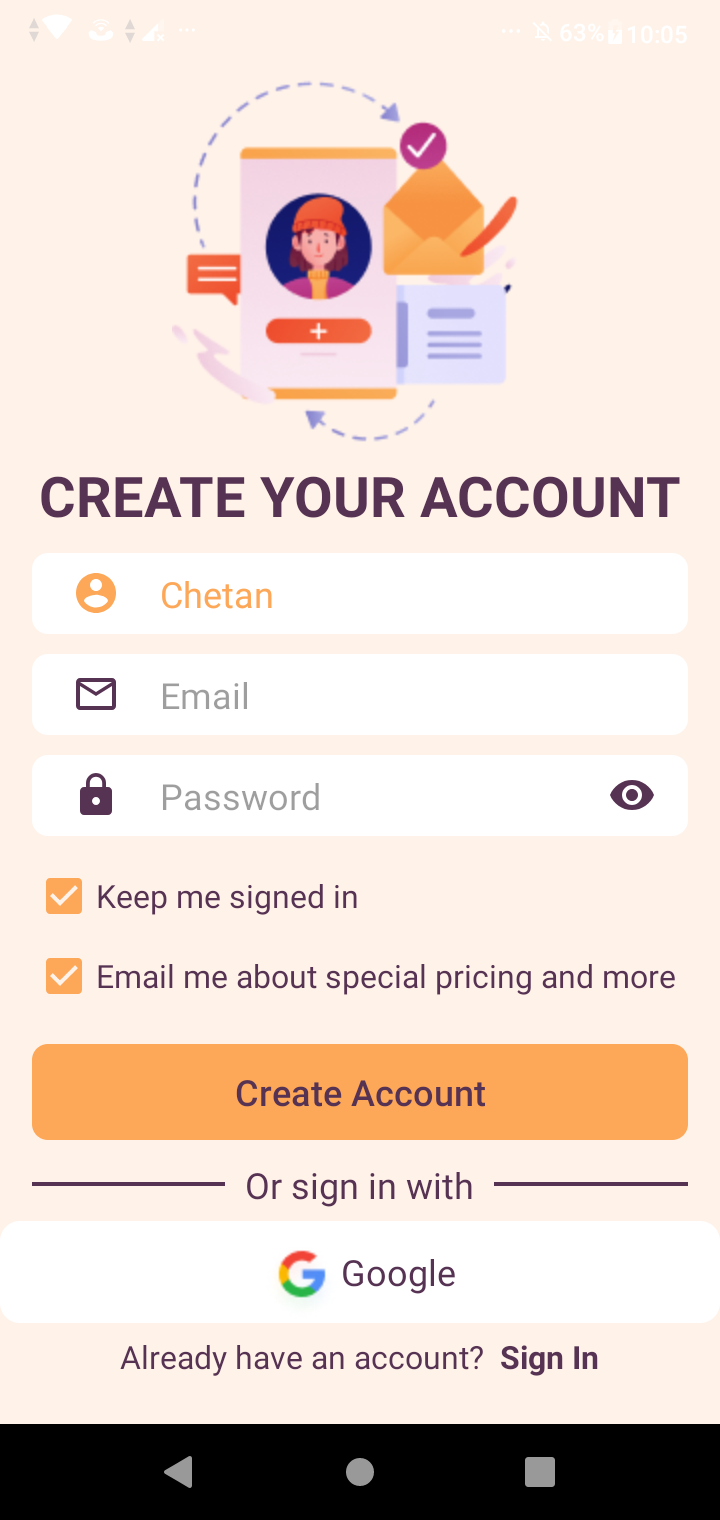 63% 10:05
CREATE YOUR ACCOUNT
Chetan
Email
Password
Keep me signed in
Email me about special pricing and more
Create Account
Or sign in with
Google
Already have an account? Sign In